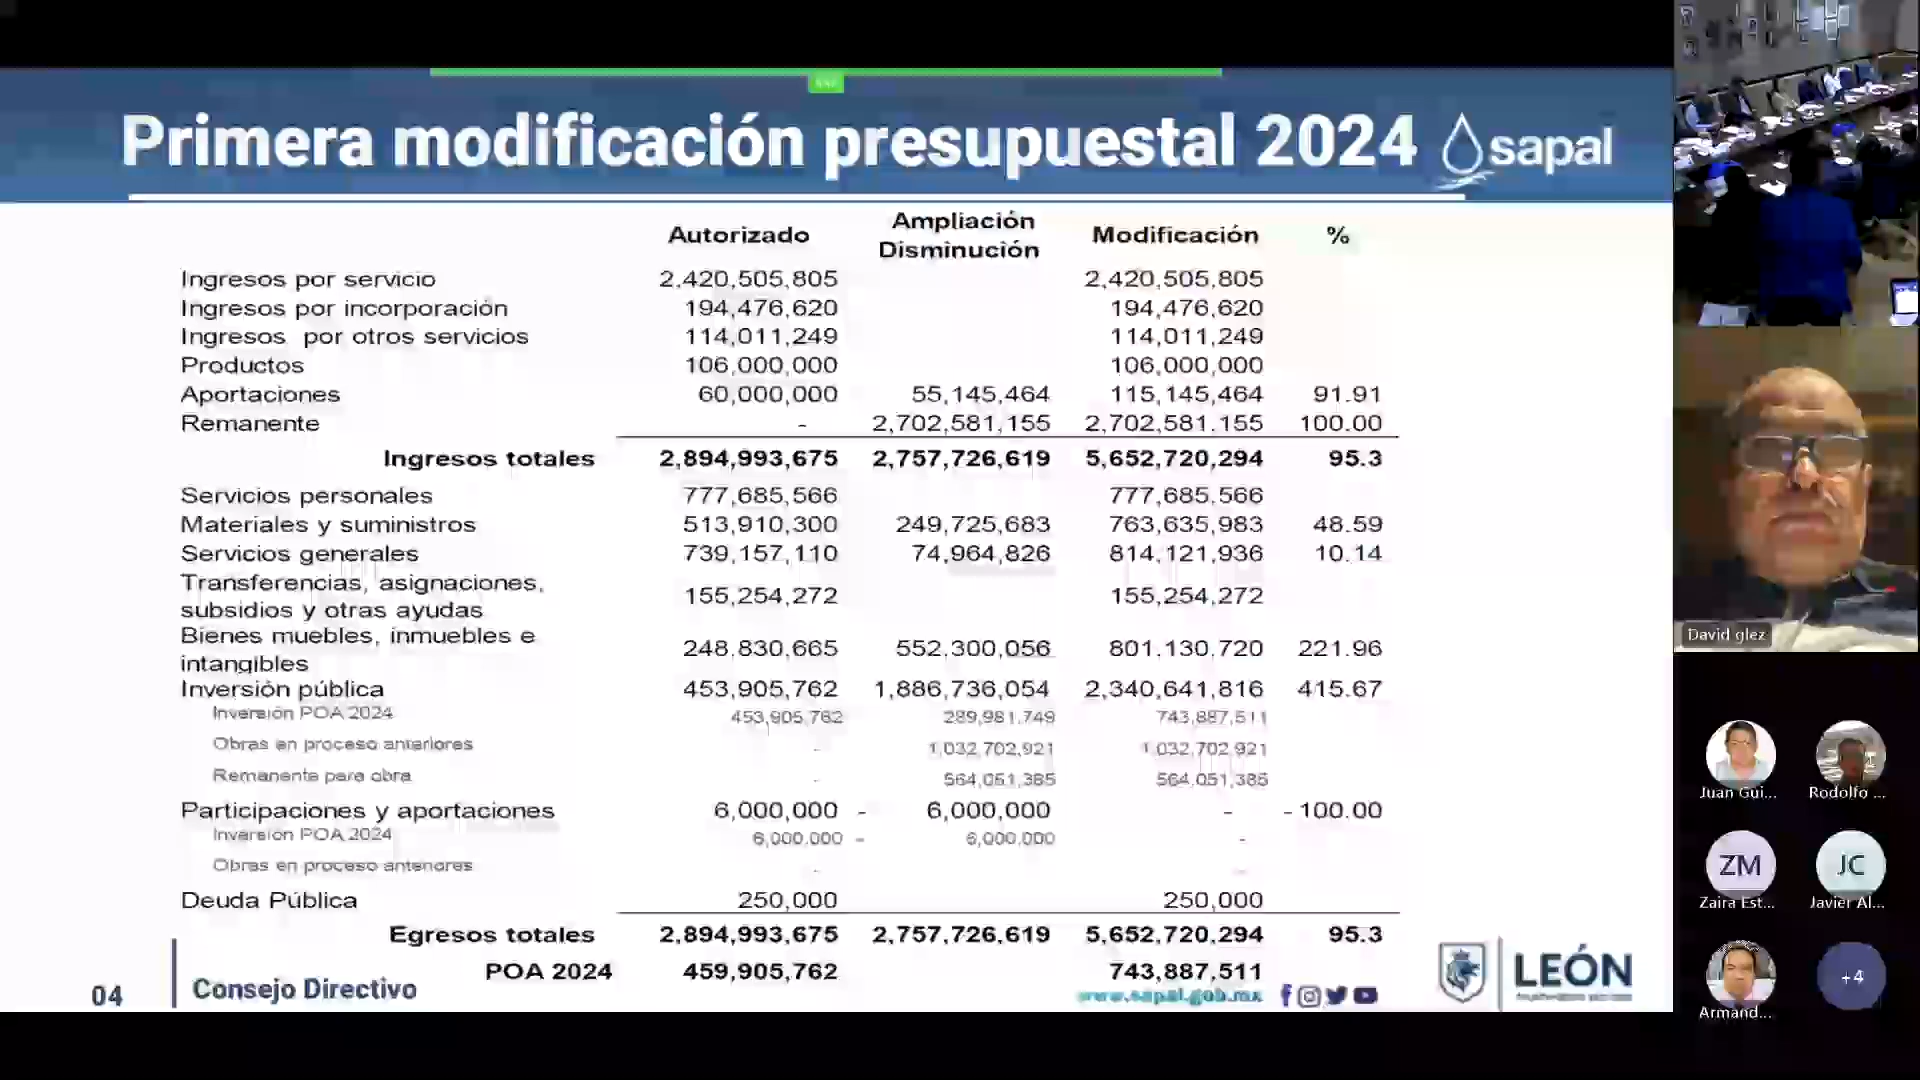 Primera modificación presupuestal 2024
sapal
Autorizado Ampliación Disminución Modificación %
Ingresos por servicio 2,420,505,805 2,420,505,805
Ingresos por incorporación 194,476,620 194,476,620
Ingresos por otros servicios 114,011,249 114,011,249
Productos 106,000,000 106,000,000
Aportaciones 60,000,000 55,145,464 115,145,464 91.91
Remanente - 2,702,581,155 2,702,581,155 100.00
Ingresos totales 2,894,993,675 2,757,726,619 5,652,720,294 95.3
Servicios personales 777,685,566 777,685,566
Materiales y suministros 513,910,300 249,725,683 763,635,983 48.59
Servicios generales 739,157,110 74,964,826 814,121,936 10.14
Transferencias, asignaciones,
subsidios y otras ayudas 155,254,272 155,254,272
Bienes muebles, inmuebles e
intangibles 248,830,665 552,300,056 801,130,720 221.96
Inversión pública 453,905,762 1,886,736,054 2,340,641,816 415.67
Inversión POA 2024 453,905,762 289,981,749 743,887,511
Obras en proceso anteriores - 1,032,702,921 1,032,702,921
Remanente para obra - 564,051,385 564,051,385
Participaciones y aportaciones 6,000,000 - 6,000,000 - - 100.00
Inversión POA 2024 6,000,000 - 6,000,000 -
Obras en proceso anteriores - -
Deuda Pública 250,000 250,000
Egresos totales 2,894,993,675 2,757,726,619 5,652,720,294 95.3
POA 2024 459,905,762 743,887,511
04
Consejo Directivo
www.sapal.gob.mx
LEÓN
David glez
Juan Gui...
Rodolfo ...
ZM
JC
Zaira Est...
Javier Al...
Armand...
+4